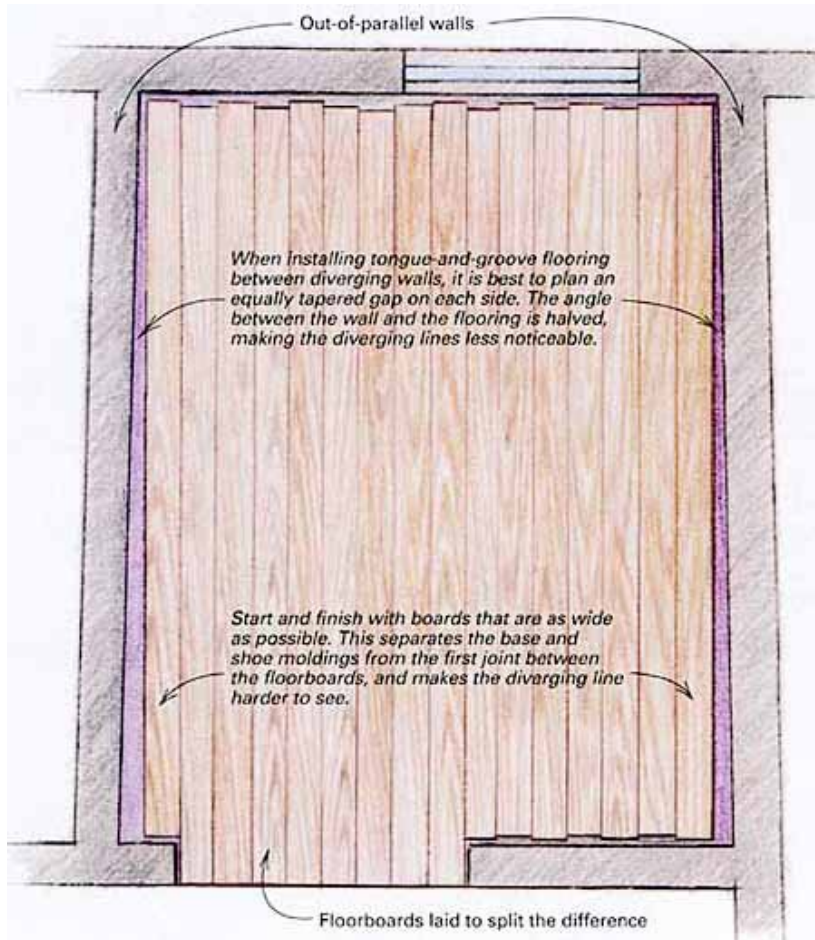 Out-of-parallel walls
When installing tongue-and-groove flooring
between diverging walls, it is best to plan an
equally tapered gap on each side. The angle
between the wall and the flooring is halved,
making the diverging lines less noticeable.
Start and finish with boards that are as wide
as possible. This separates the base and
shoe moldings from the first joint between
the floorboards, and makes the diverging line
harder to see.
Floorboards laid to split the difference